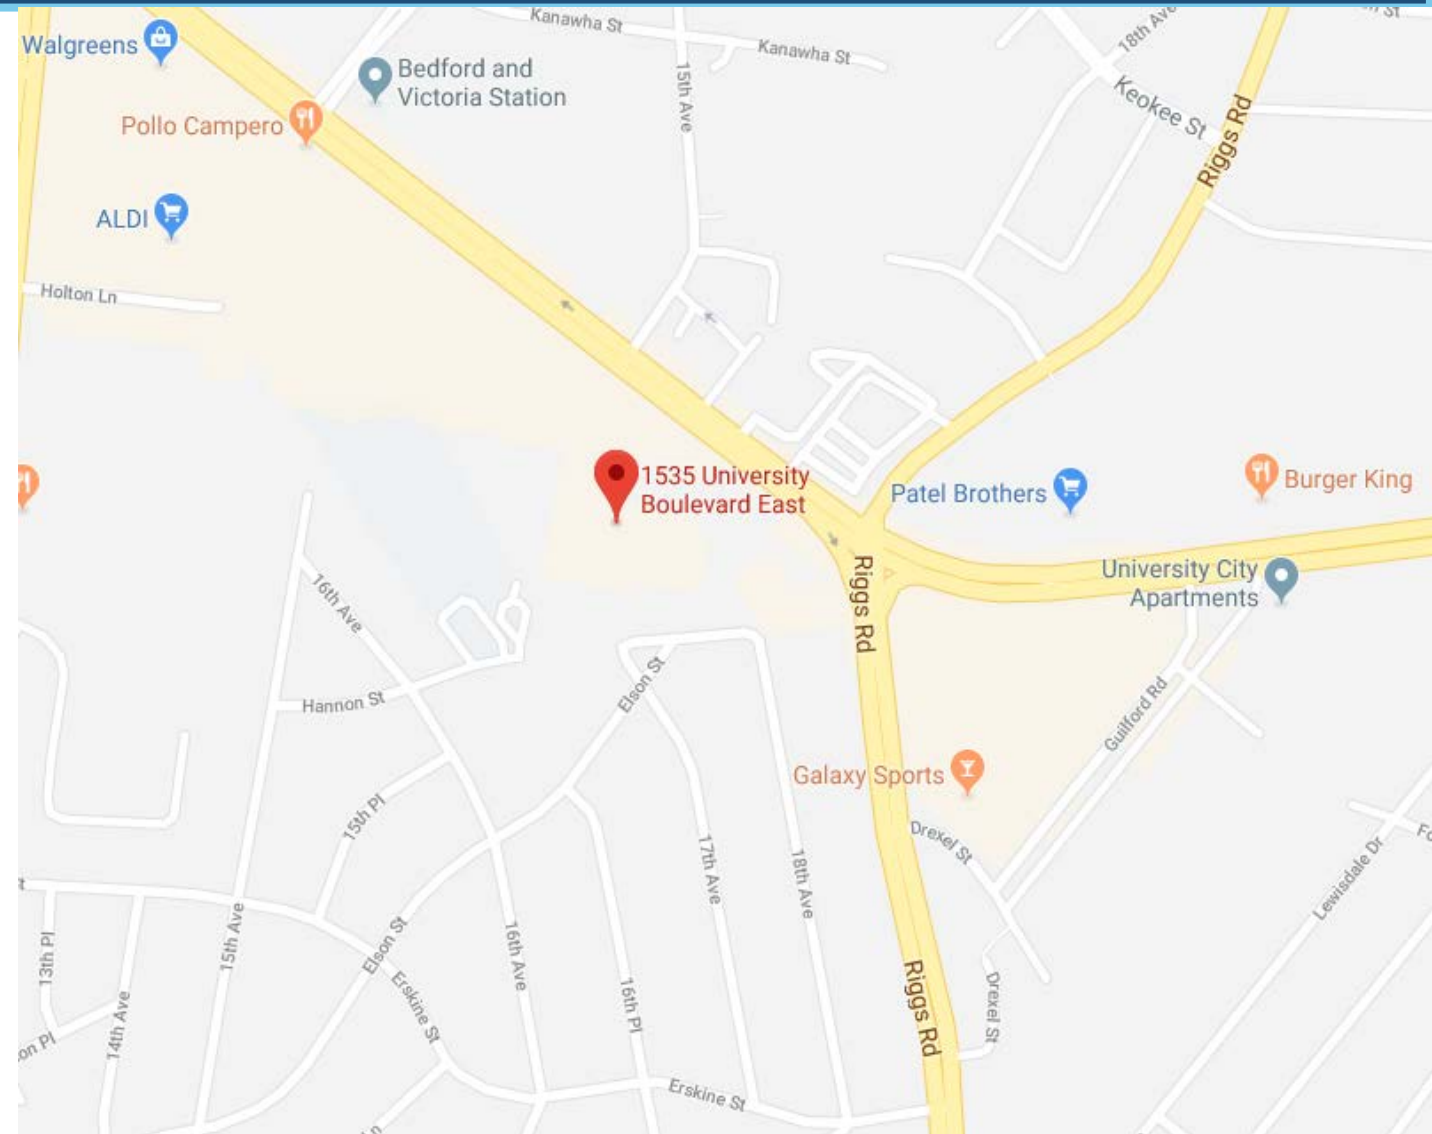 Kanawha St
Kanawha St
18th Ave
St
Walgreens
Bedford and
Victoria Station
15th Ave
Keokee St
Riggs Rd
Pollo Campero
ALDI
Holton Ln
1535 University
Boulevard East
Patel Brothers
Burger King
Riggs Rd
University City
Apartments
16th Ave
Hannon St
Elson St
Guilford Rd
Galaxy Sports
15th Pl
Drexel St
17th Ave
18th Ave
Lewisdale Dr
13th Pl
14th Ave
15th Ave
Elson St
Erskine St
16th Ave
16th Pl
Riggs Rd
Drexel St
on Pl
Erskine St